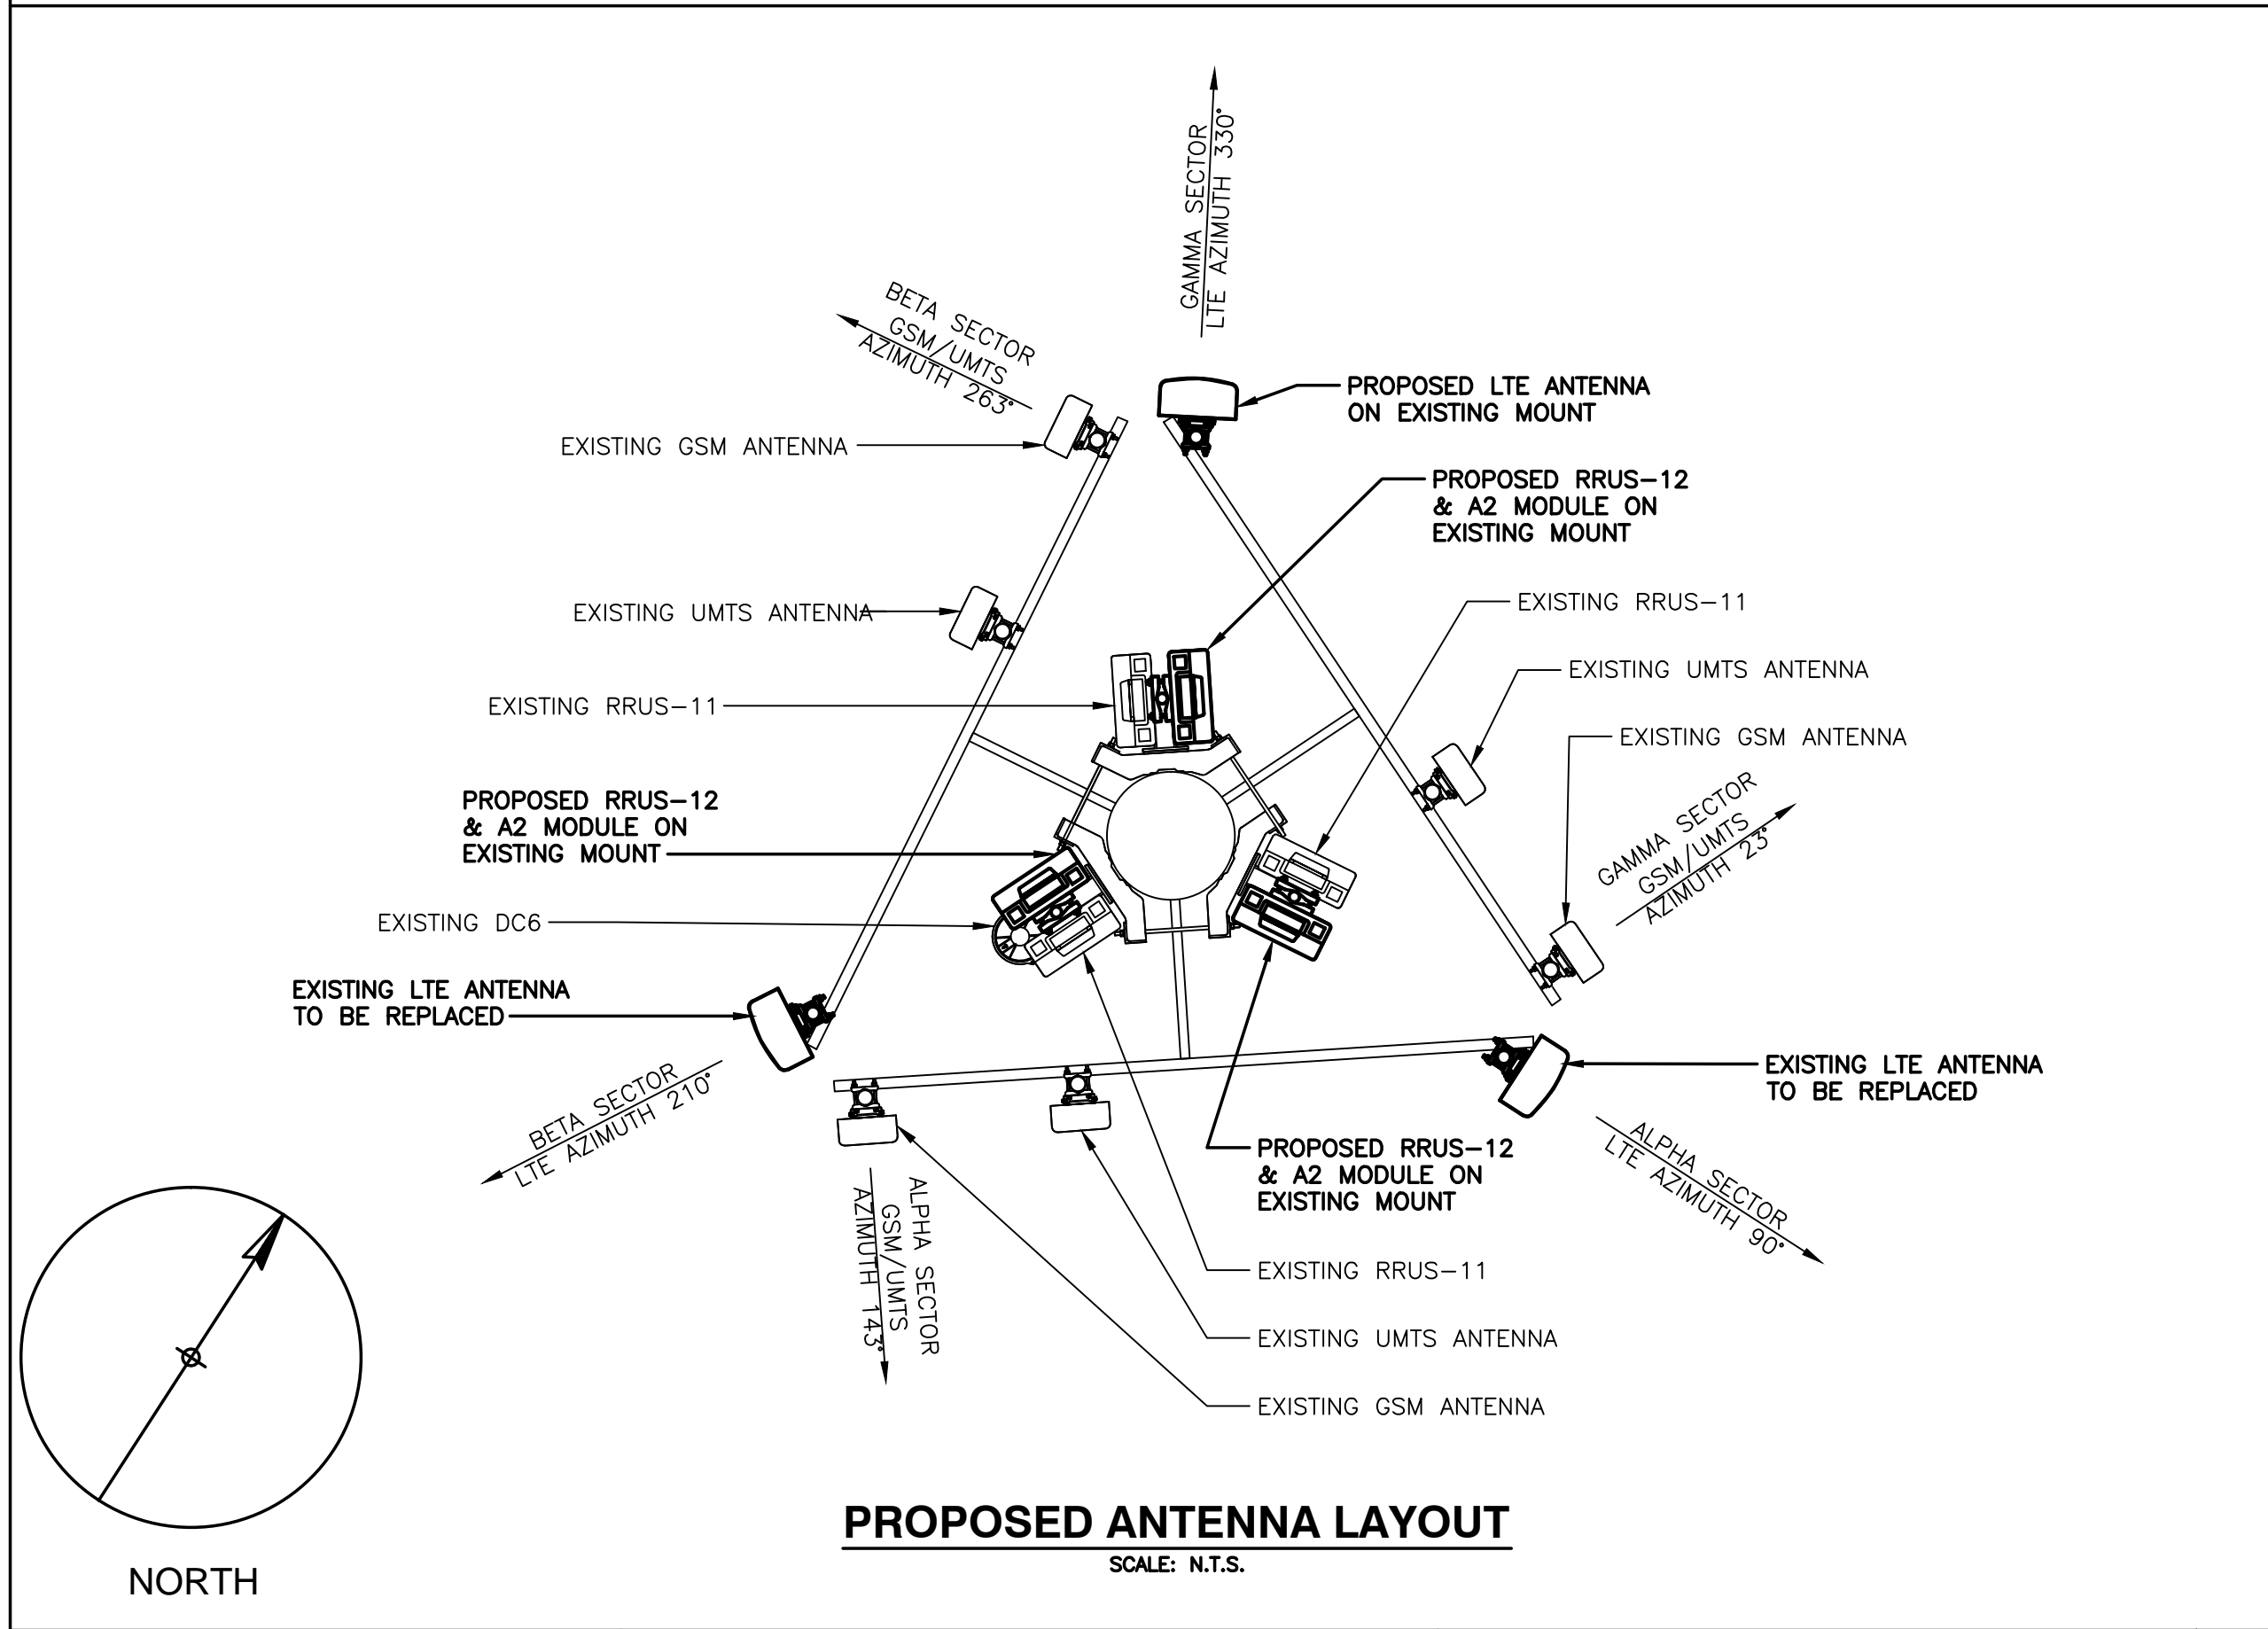 GAMMA SECTOR
LTE AZIMUTH 330°
BETA SECTOR
GSM/UMTS
AZIMUTH 263°
PROPOSED LTE ANTENNA
ON EXISTING MOUNT
EXISTING GSM ANTENNA
PROPOSED RRUS-12
& A2 MODULE ON
EXISTING MOUNT
EXISTING UMTS ANTENNA
EXISTING RRUS-11
EXISTING UMTS ANTENNA
EXISTING RRUS-11
EXISTING GSM ANTENNA
PROPOSED RRUS-12
& A2 MODULE ON
EXISTING MOUNT
GAMMA SECTOR
GSM/UMTS
AZIMUTH 23°
EXISTING DC6
EXISTING LTE ANTENNA
TO BE REPLACED
EXISTING LTE ANTENNA
TO BE REPLACED
BETA SECTOR
LTE AZIMUTH 210°
PROPOSED RRUS-12
& A2 MODULE ON
EXISTING MOUNT
ALPHA SECTOR
LTE AZIMUTH 90°
ALPHA SECTOR
GSM/UMTS
AZIMUTH 143°
EXISTING RRUS-11
EXISTING UMTS ANTENNA
EXISTING GSM ANTENNA
PROPOSED ANTENNA LAYOUT
SCALE: N.T.S.
NORTH